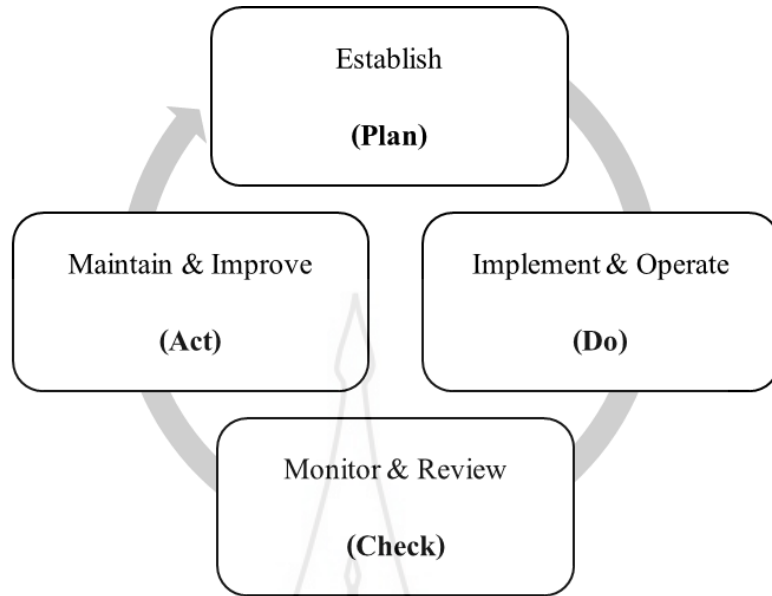 Establish
(Plan)
Maintain & Improve
(Act)
Implement & Operate
(Do)
Monitor & Review
(Check)